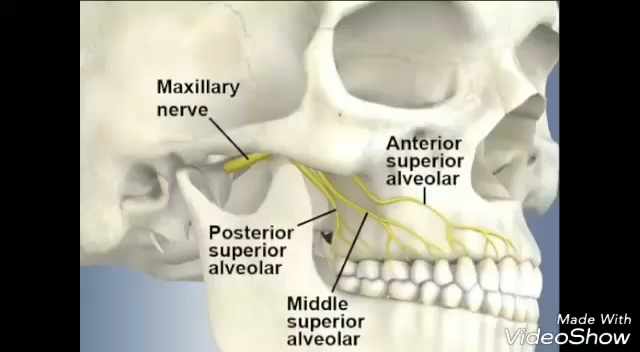 Maxillary
nerve
Anterior
superior
alveolar
Posterior
superior
alveolar
Middle
superior
alveolar
Made With
VideoShow